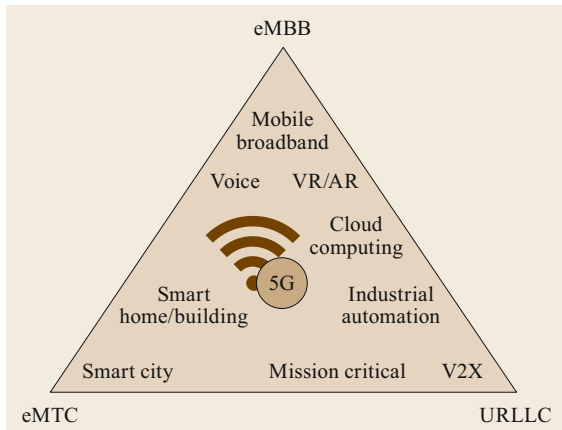 eMBB
Mobile
broadband
Voice VR/AR
Cloud
computing
5G
Smart
home/building
Industrial
automation
Smart city Mission critical V2X
eMTC URLLC